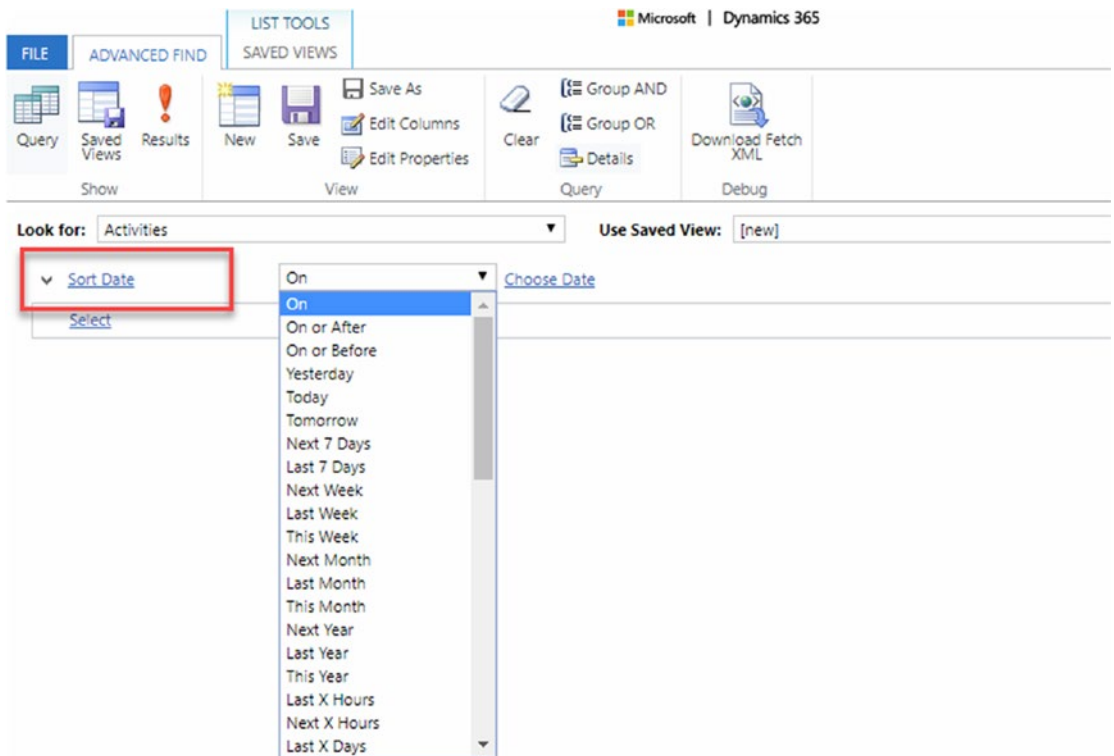 LIST TOOLS
Microsoft | Dynamics 365
FILE
ADVANCED FIND
SAVED VIEWS
Query
Saved
Views
Results
New
Save
Save As
Edit Columns
Edit Properties
Clear
Group AND
Group OR
Details
Download Fetch
XML
Show
View
Query
Debug
Look for: Activities
Use Saved View: [new]
Sort Date
On
Choose Date
Select
On
On or After
On or Before
Yesterday
Today
Tomorrow
Next 7 Days
Last 7 Days
Next Week
Last Week
This Week
Next Month
Last Month
This Month
Next Year
Last Year
This Year
Last X Hours
Next X Hours
Last X Days